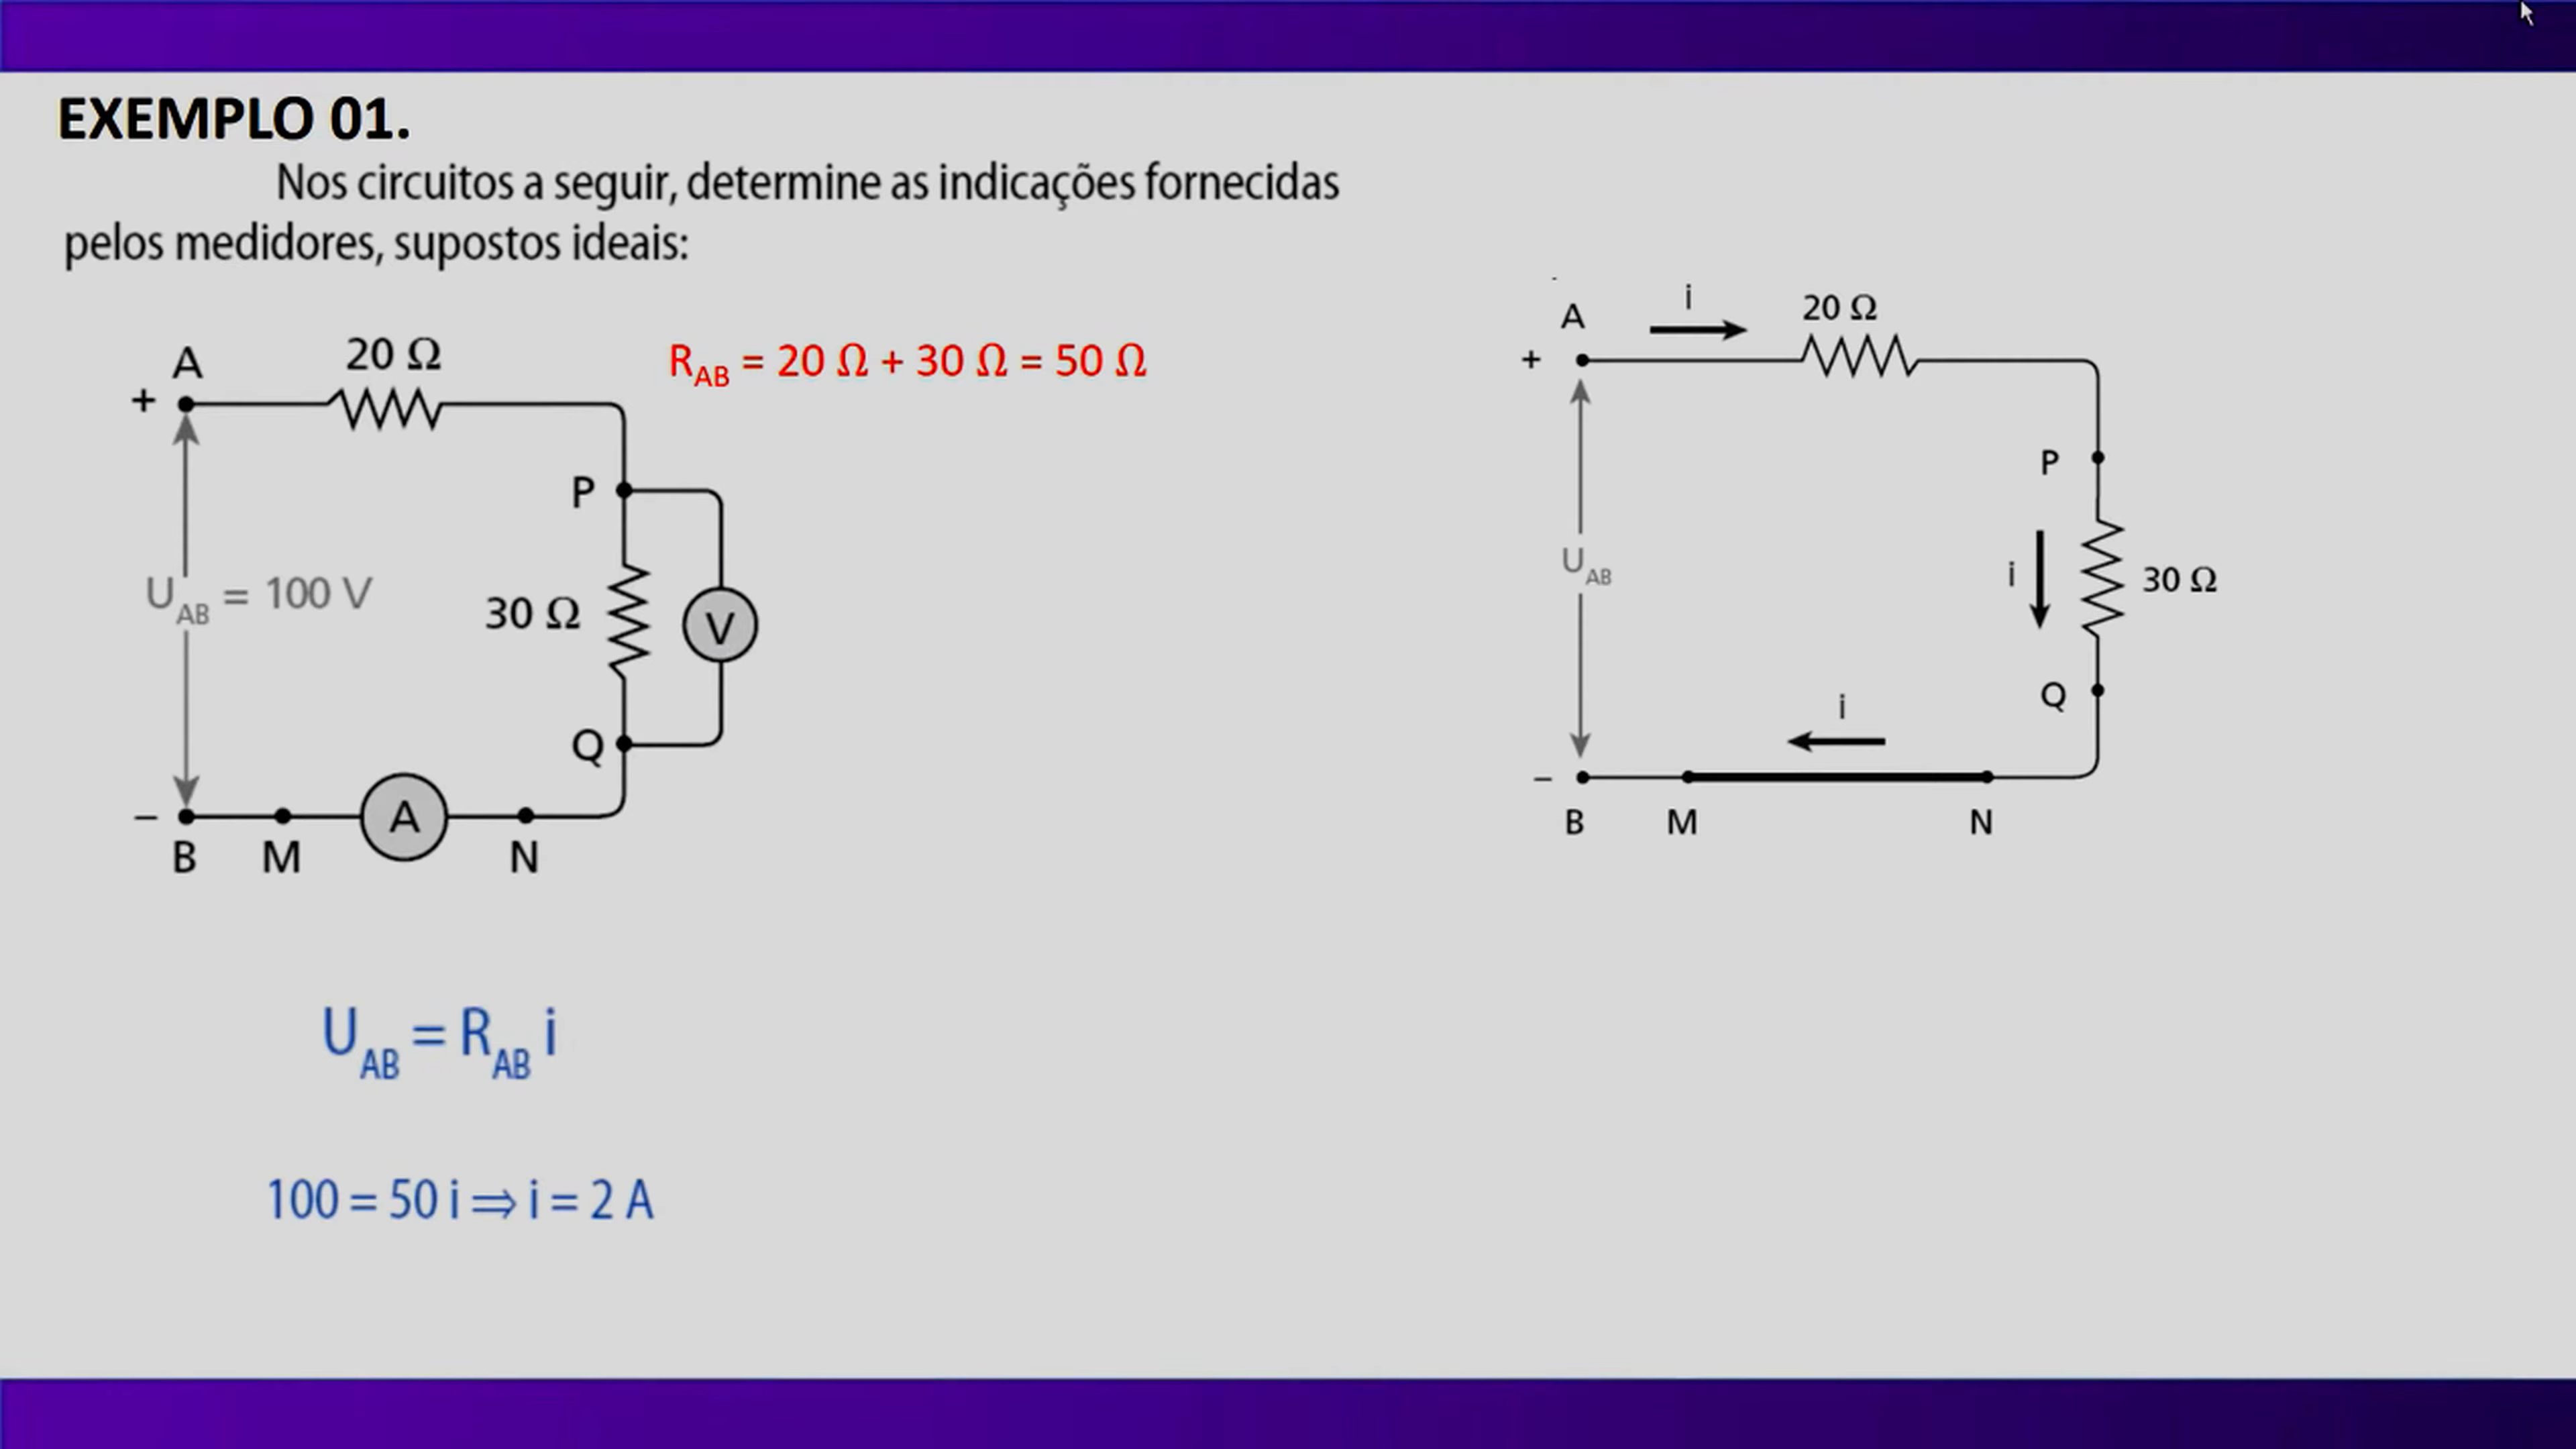 EXEMPLO 01.
Nos circuitos a seguir, determine as indicações fornecidas
pelos medidores, supostos ideais:
A
20 Ω
+
R_AB = 20 Ω + 30 Ω = 50 Ω
P
U_AB = 100 V
30 Ω
V
Q
–
A
B
M
N
A
i
20 Ω
+
P
U_AB
i
30 Ω
Q
i
–
B
M
N
U_AB = R_AB i
100 = 50 i ⇒ i = 2 A